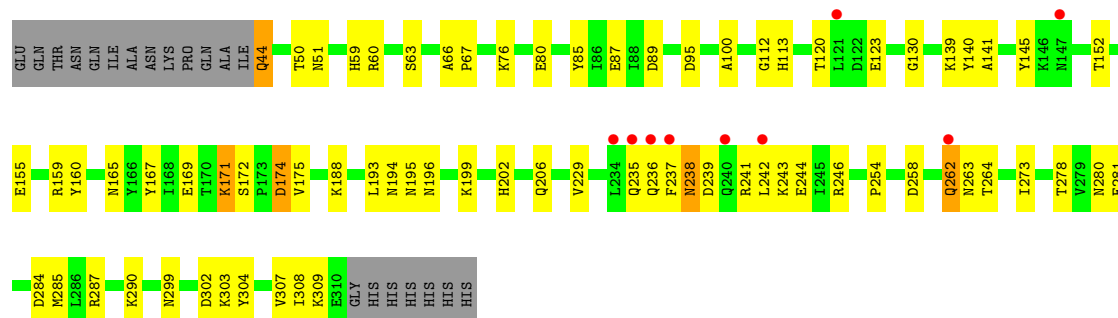 GLU GLN THR ASN GLN ILE ALA ASN LYS PRO GLN ALA ILE Q44 T50 N51 H59 R60 S63 A66 P67 K76 E80 Y85 I86 E87 I88 D89 D95 A100 G112 H113 T120 L121 D122 E123 G130 K139 Y140 A141 Y145 K146 N147 T152
E155 R159 Y160 N165 Y166 Y167 I168 E169 T170 K171 S172 P173 D174 V175 K188 L193 N194 N195 N196 K199 H202 Q206 V229 L234 Q235 Q236 F237 N238 D239 Q240 R241 L242 K243 E244 I245 R246 P254 D258 Q262 N263 T264 I273 T278 V279 N280
D284 M285 L286 R287 K290 N299 D302 K303 Y304 V307 I308 K309 E310 GLY HIS HIS HIS HIS HIS HIS